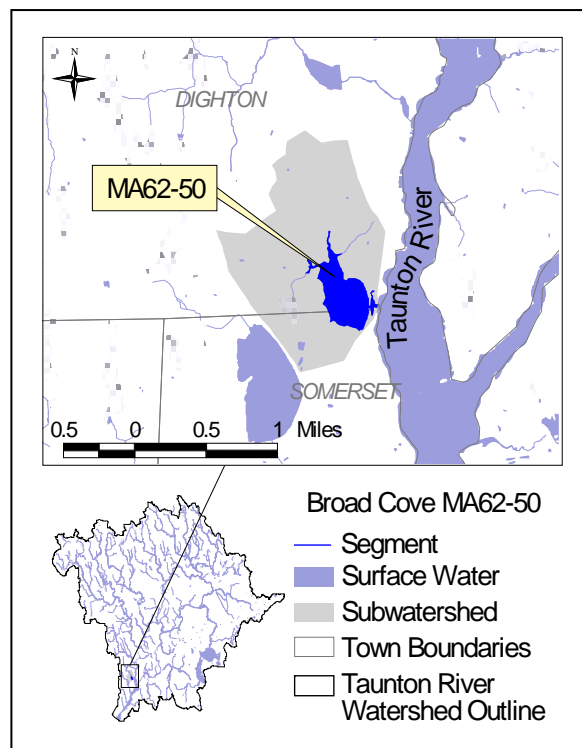 N
DIGHTON
MA62-50
Taunton River
SOMERSET
0.5 0 0.5 1 Miles
Broad Cove MA62-50
Segment
Surface Water
Subwatershed
Town Boundaries
Taunton River
Watershed Outline